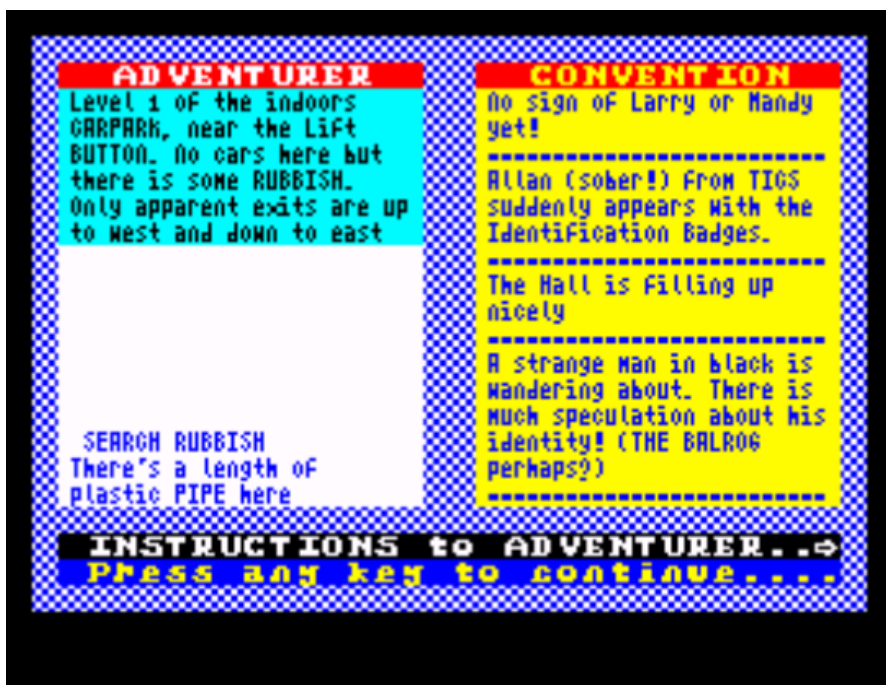 ADVENTURER
Level 1 of the indoors
CARPARK, near the Lift
BUTTON. No cars here but
there is some RUBBISH.
Only apparent exits are up
to west and down to east
SEARCH RUBBISH
There's a length of
plastic PIPE here
CONVENTION
No sign of Larry or Mandy
yet!
Allan (sober!) from TIGS
suddenly appears with the
Identification Badges.
The Hall is filling up
nicely
A strange man in black is
wandering about. There is
much speculation about his
identity! (THE BALROG
perhaps?)
INSTRUCTIONS to ADVENTURER..⇨
Press any key to continue....